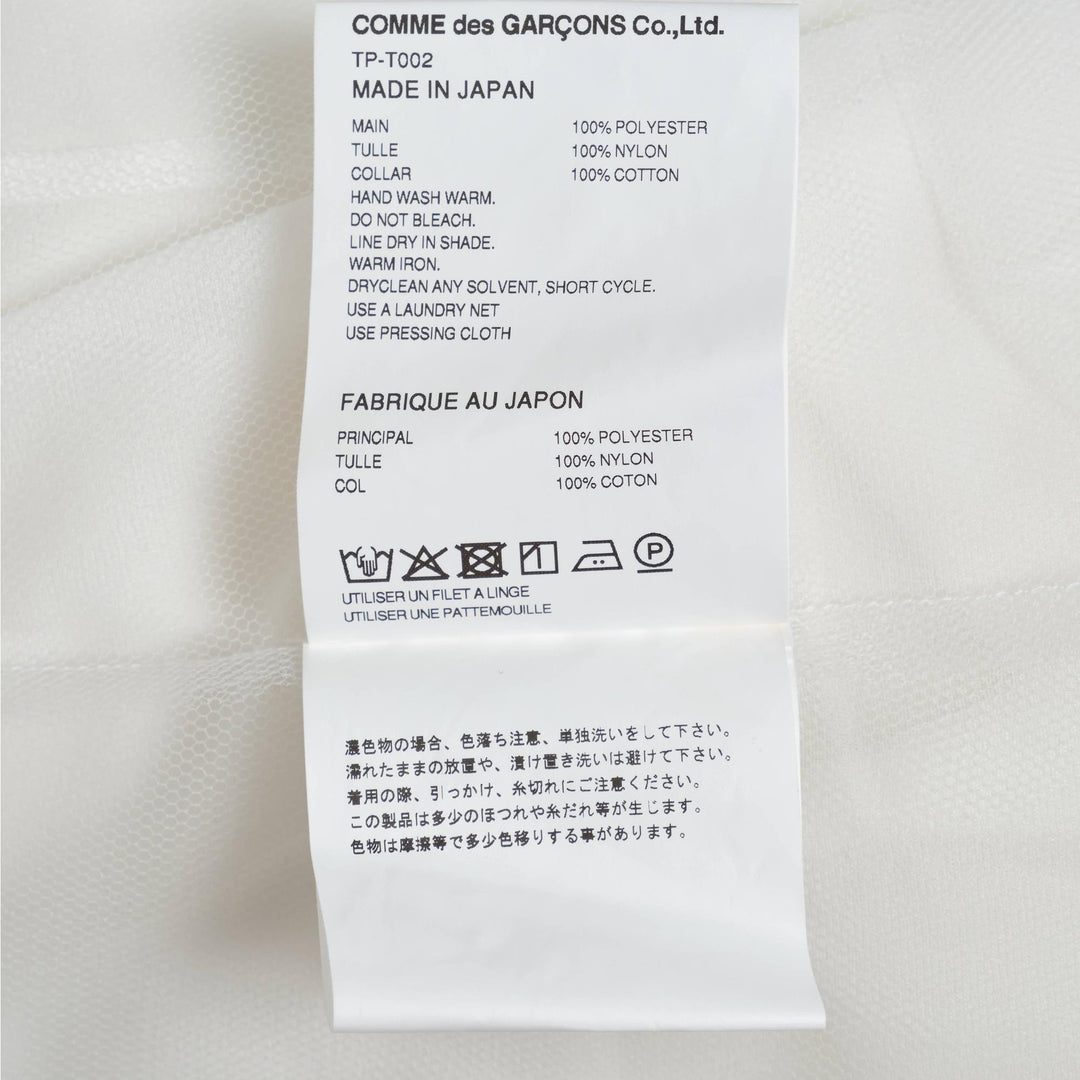 COMME des GARÇONS Co.,Ltd.
TP-T002
MADE IN JAPAN
MAIN 100% POLYESTER
TULLE 100% NYLON
COLLAR 100% COTTON
HAND WASH WARM.
DO NOT BLEACH.
LINE DRY IN SHADE.
WARM IRON.
DRYCLEAN ANY SOLVENT, SHORT CYCLE.
USE A LAUNDRY NET
USE PRESSING CLOTH
FABRIQUE AU JAPON
PRINCIPAL 100% POLYESTER
TULLE 100% NYLON
COL 100% COTON
P
UTILISER UN FILET A LINGE
UTILISER UNE PATTEMOUILLE
濃色物の場合、色落ち注意、単独洗いをして下さい。
濡れたままの放置や、漬け置き洗いは避けて下さい。
着用の際、引っかけ、糸切れにご注意ください。
この製品は多少のほつれや糸だれ等が生じます。
色物は摩擦等で多少色移りする事があります。